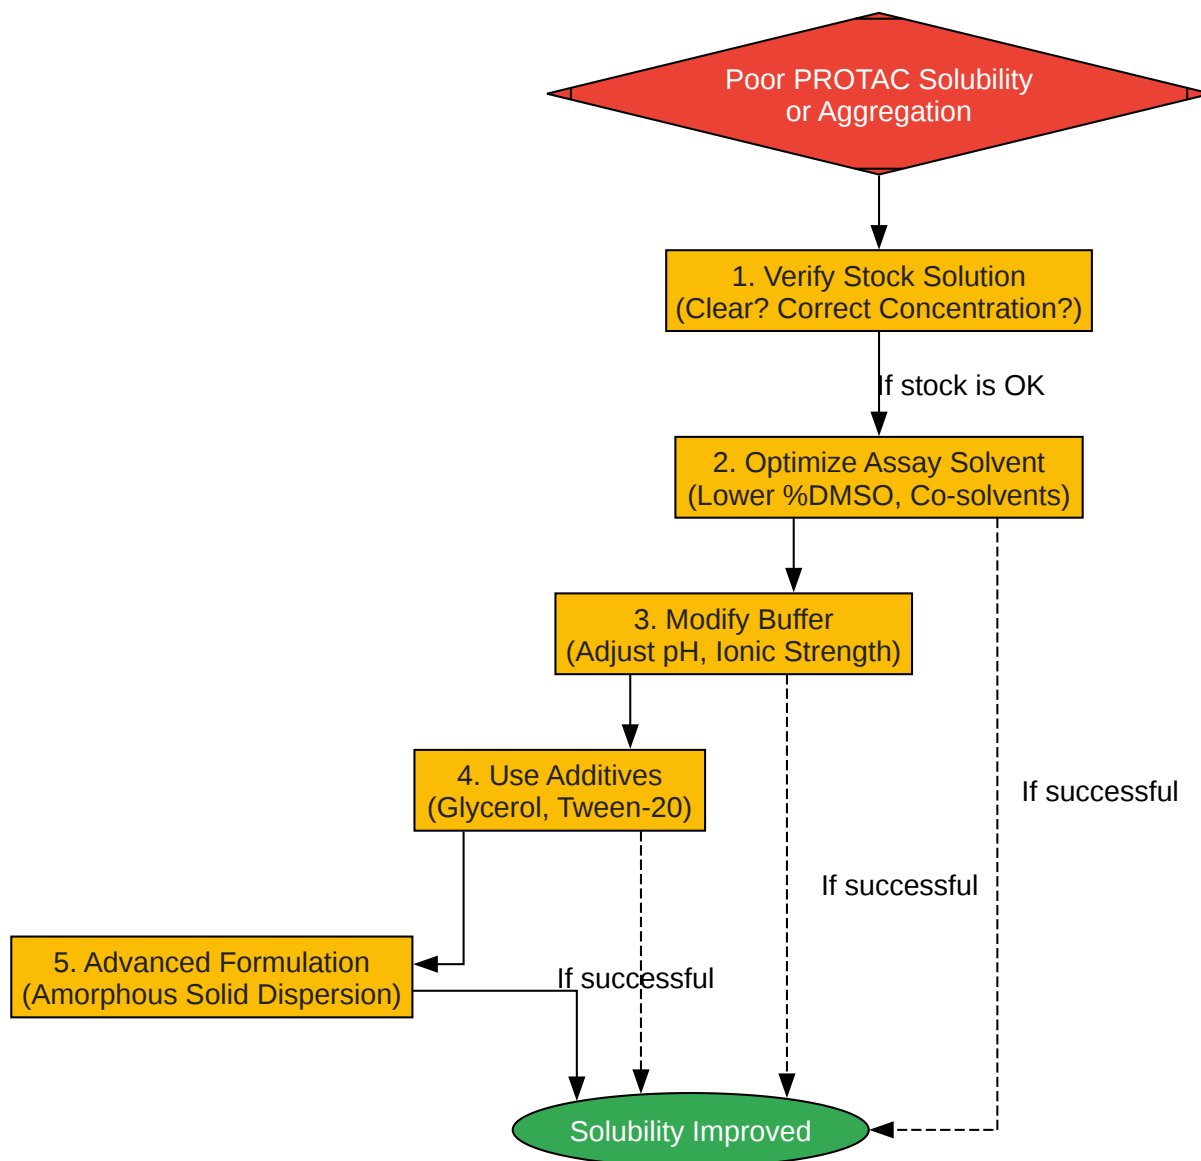 Poor PROTAC Solubility
or Aggregation
1. Verify Stock Solution
(Clear? Correct Concentration?)
If stock is OK
2. Optimize Assay Solvent
(Lower %DMSO, Co-solvents)
3. Modify Buffer
(Adjust pH, Ionic Strength)
4. Use Additives
(Glycerol, Tween-20)
If successful
If successful
5. Advanced Formulation
(Amorphous Solid Dispersion)
If successful
Solubility Improved